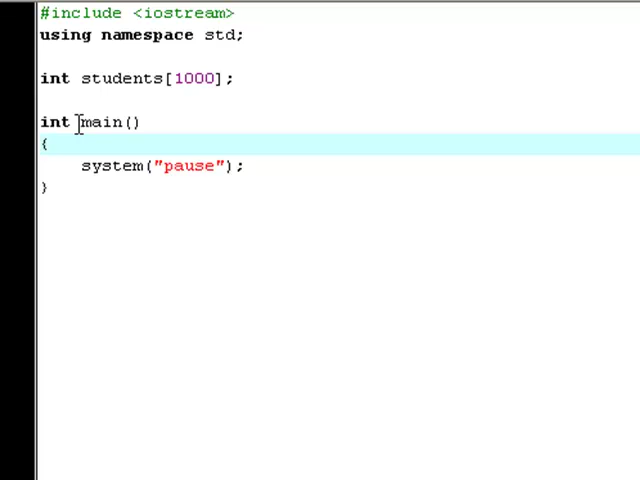 #include <iostream>
using namespace std;
int students[1000];
int main()
{
system("pause");
}